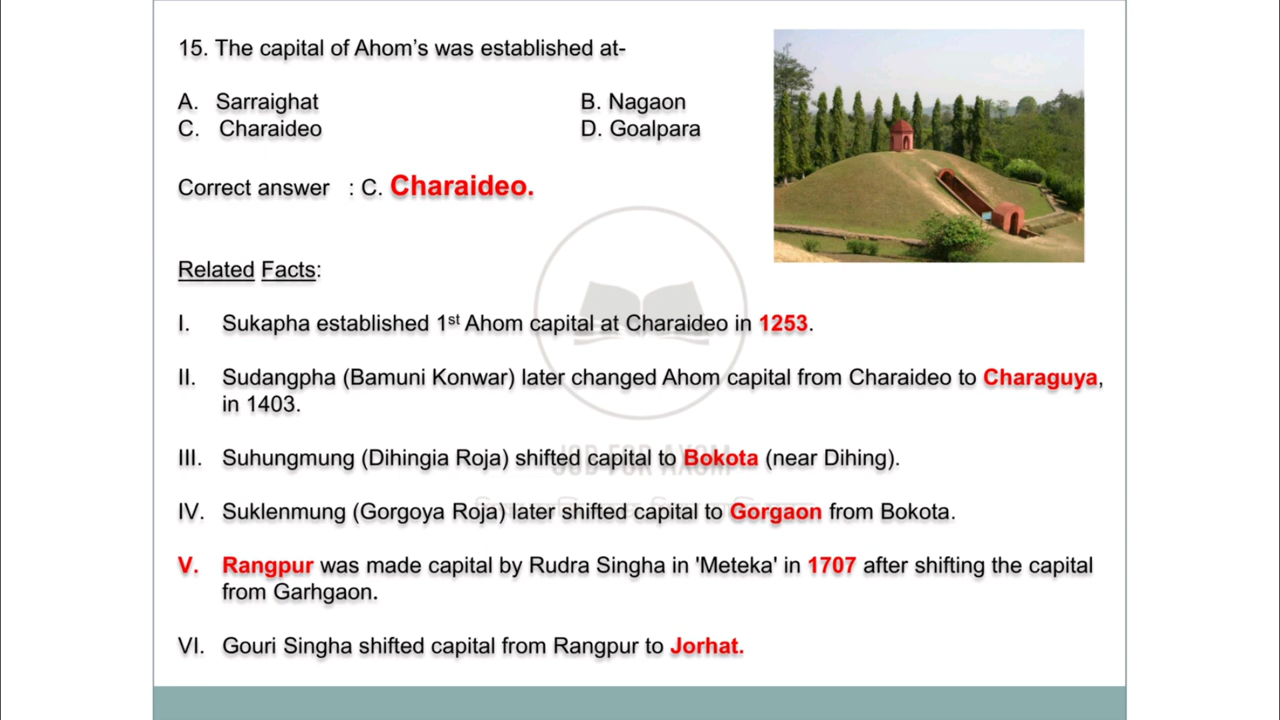 15. The capital of Ahom’s was established at-
A. Sarraighat
B. Nagaon
C. Charaideo
D. Goalpara
Correct answer : C. Charaideo.
Related Facts:
I. Sukapha established 1st Ahom capital at Charaideo in 1253.
II. Sudangpha (Bamuni Konwar) later changed Ahom capital from Charaideo to Charaguya,
in 1403.
JOB FOR AXOM
III. Suhungmung (Dihingia Roja) shifted capital to Bokota (near Dihing).
IV. Suklenmung (Gorgoya Roja) later shifted capital to Gorgaon from Bokota.
V. Rangpur was made capital by Rudra Singha in 'Meteka' in 1707 after shifting the capital
from Garhgaon.
VI. Gouri Singha shifted capital from Rangpur to Jorhat.